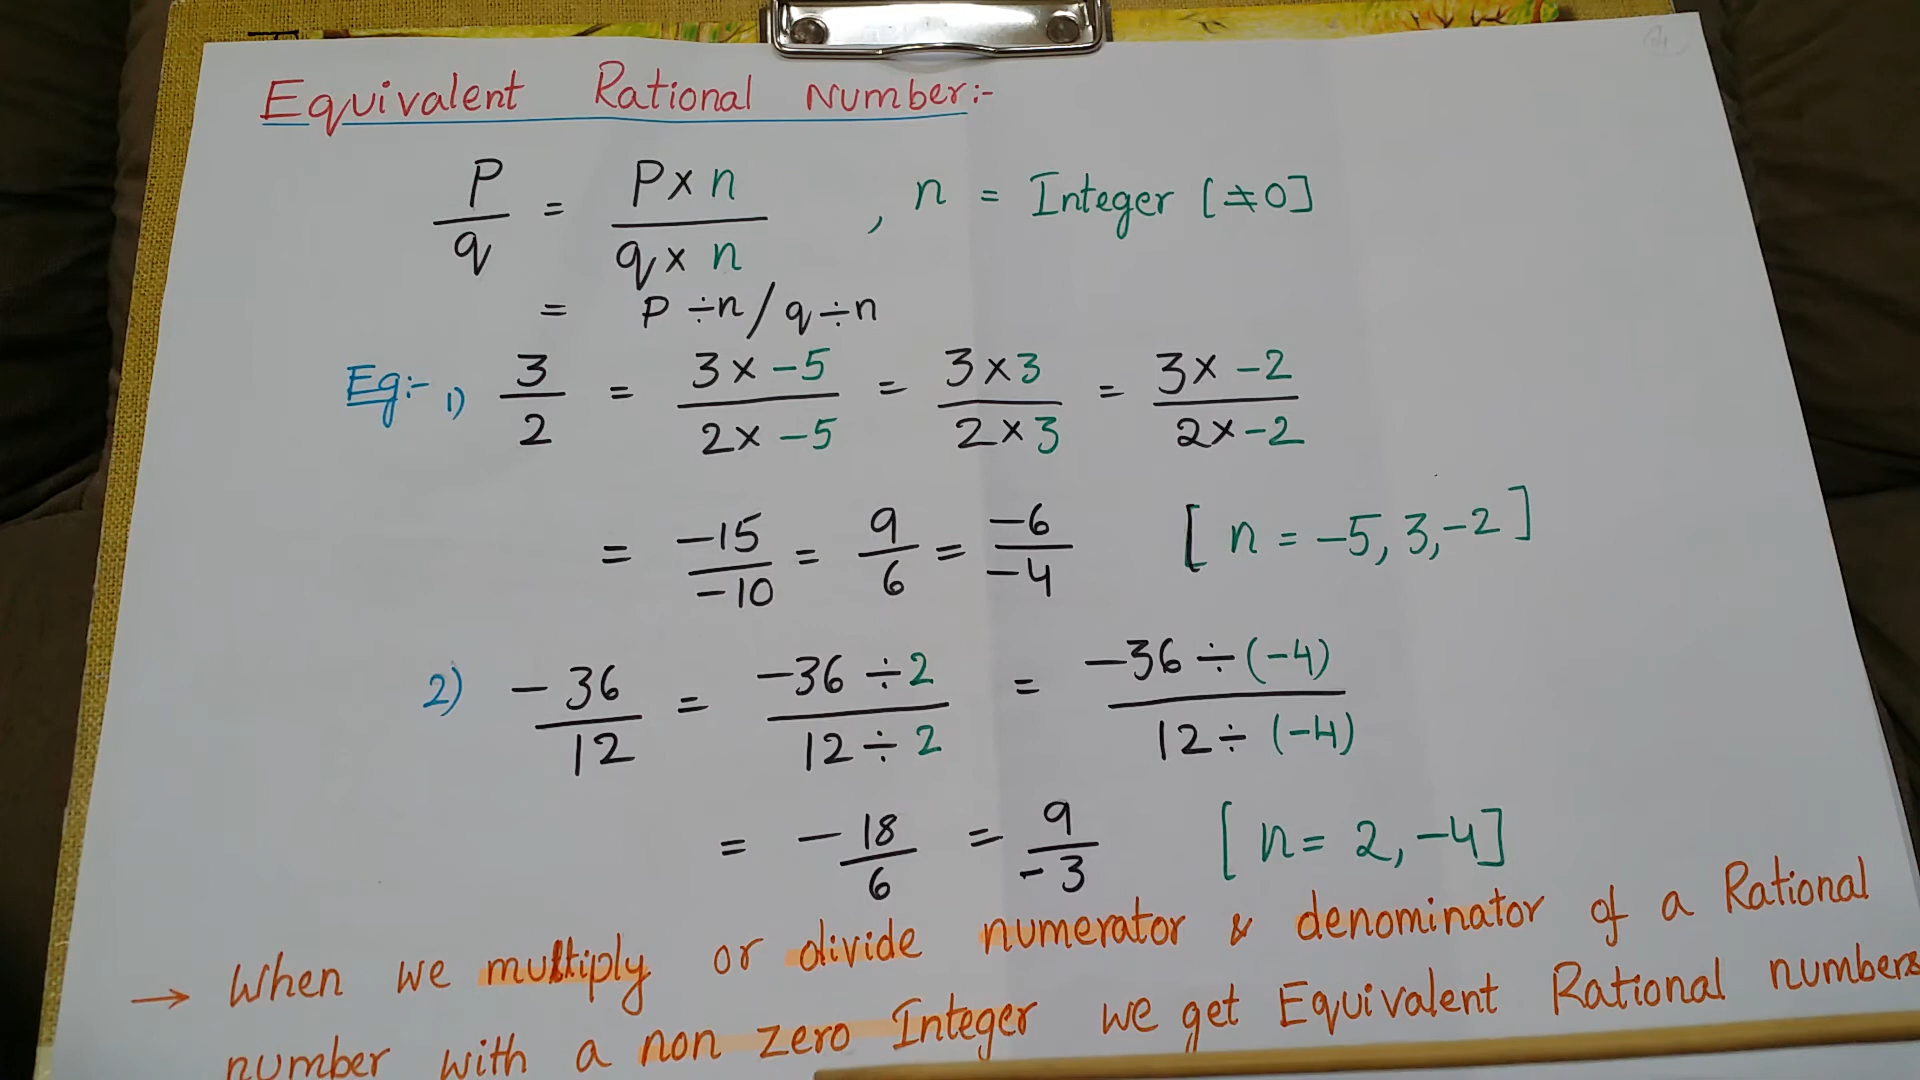 Equivalent Rational Number:-
p/q = p × n / q × n , n = Integer [≠0]
= p ÷ n / q ÷ n
Eg:- 1) 3/2 = 3 × -5 / 2 × -5 = 3 × 3 / 2 × 3 = 3 × -2 / 2 × -2
= -15/-10 = 9/6 = -6/-4 [n = -5, 3, -2]
2) -36/12 = -36 ÷ 2 / 12 ÷ 2 = -36 ÷ (-4) / 12 ÷ (-4)
= -18/6 = 9/-3 [n = 2, -4]
→ When we multiply or divide numerator & denominator of a Rational
number with a non zero Integer we get Equivalent Rational numbers